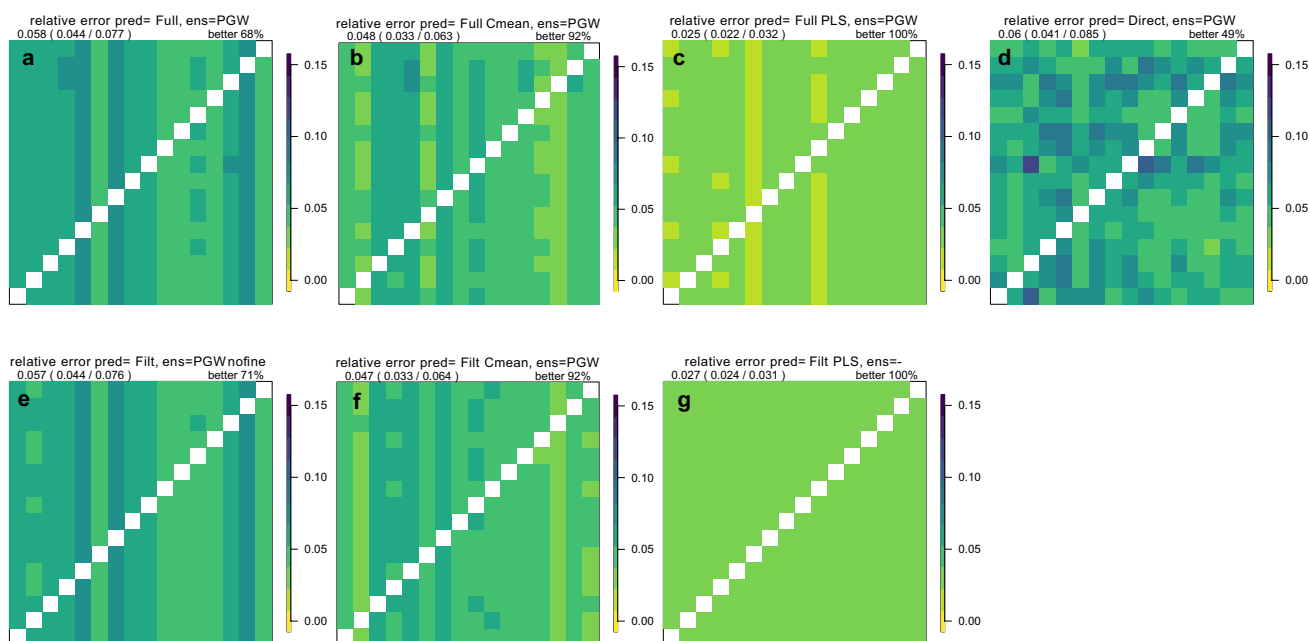 relative error pred= Full, ens=PGW
0.058 ( 0.044 / 0.077) better 68%
a
0.15
0.10
0.05
0.00
relative error pred= Full Cmean, ens=PGW
0.048 ( 0.033 / 0.063) better 92%
b
0.15
0.10
0.05
0.00
relative error pred= Full PLS, ens=PGW
0.025 ( 0.022 / 0.032) better 100%
c
0.15
0.10
0.05
0.00
relative error pred= Direct, ens=PGW
0.06 ( 0.041 / 0.085) better 49%
d
0.15
0.10
0.05
0.00
relative error pred= Filt, ens=PGW nofine
0.057 ( 0.044 / 0.076 ) better 71%
e
0.15
0.10
0.05
0.00
relative error pred= Filt Cmean, ens=PGW
0.047 ( 0.033 / 0.064 ) better 92%
f
0.15
0.10
0.05
0.00
relative error pred= Filt PLS, ens=-
0.027 ( 0.024 / 0.031) better 100%
g
0.15
0.10
0.05
0.00